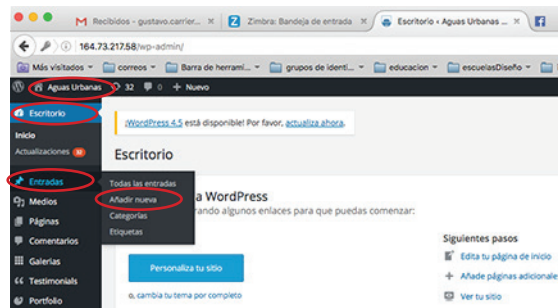 Recibidos - gustavo.carrier...
Zimbra: Bandeja de entrada
Escritorio ‹ Aguas Urbanas ...
164.73.217.58/wp-admin/
Más visitados
correos
Barra de herrami...
grupos de identi...
educacion
escuelasDiseño
Aguas Urbanas
32
0
+ Nuevo
Escritorio
¡WordPress 4.5 está disponible! Por favor, actualiza ahora.
Inicio
Actualizaciones 32
Escritorio
Entradas
Todas las entradas
Medios
Añadir nueva
a WordPress
Páginas
Categorías
rando algunos enlaces para que puedas comenzar:
Comentarios
Etiquetas
Galerias
Siguientes pasos
Testimonials
Personaliza tu sitio
Edita tu página de inicio
Añade páginas adicionale
Portfolio
o, cambia tu tema por completo
Ver tu sitio